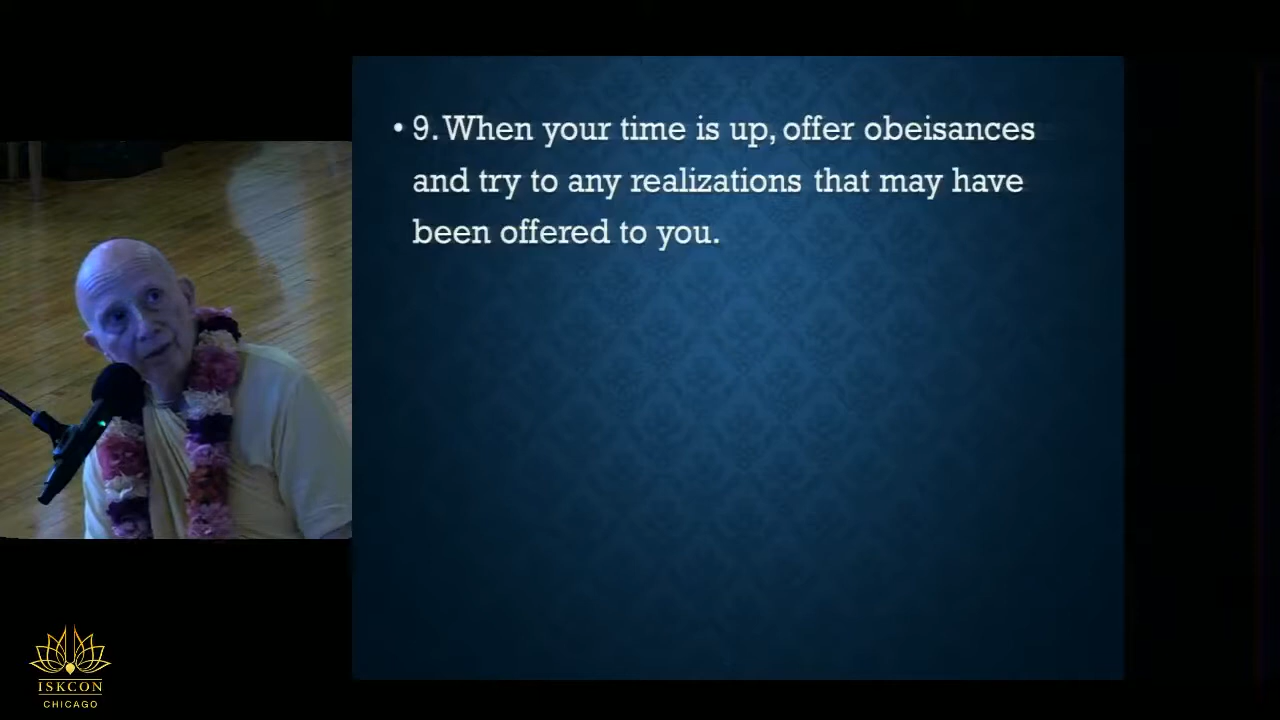 • 9. When your time is up, offer obeisances
and try to any realizations that may have
been offered to you.
ISKCON
CHICAGO